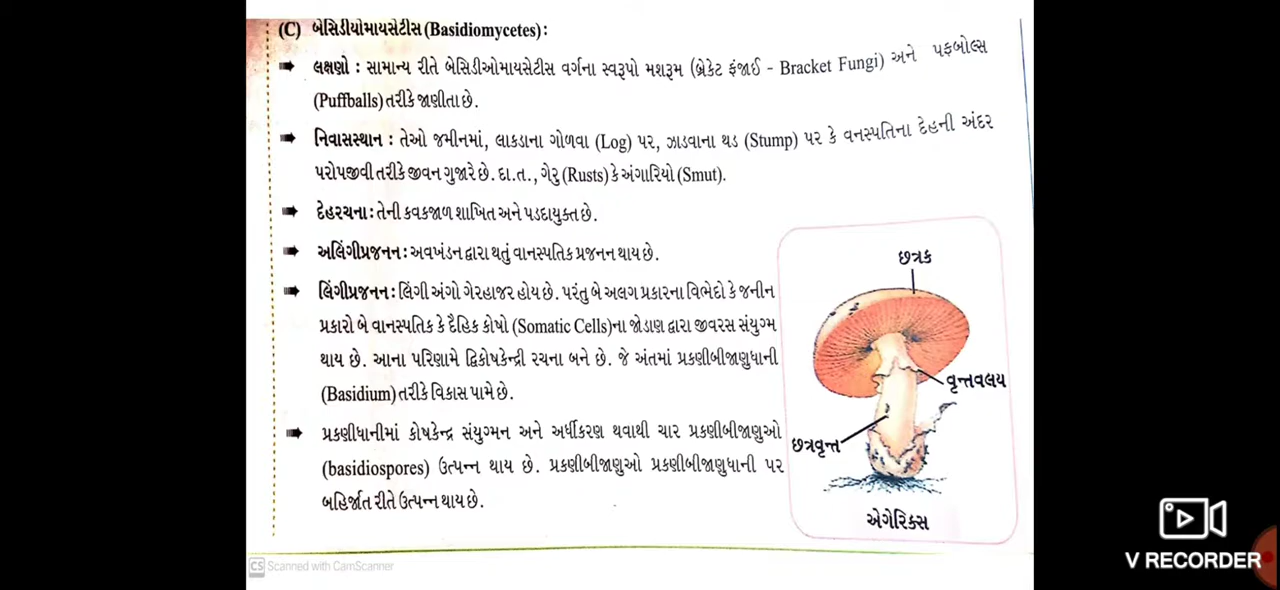 (C) બેસિડીયોમાયસેટીસ (Basidiomycetes) :
લક્ષણો : સામાન્ય રીતે બેસિડીઓમાયસેટીસ વર્ગના સ્વરૂપો મશરૂમ (બ્રેકેટ ફંજાઈ - Bracket Fungi) અને પફબોલ્સ
(Puffballs) તરીકે જાણીતા છે.
નિવાસસ્થાન : તેઓ જમીનમાં, લાકડાના ગોળવા (Log) પર, ઝાડવાના થડ (Stump) પર કે વનસ્પતિના દેહની અંદર
પરોપજીવી તરીકે જીવન ગુજારે છે. દા.ત., ગેરુ (Rusts) કે અંગારિયો (Smut).
દેહરચના : તેની કવકજાળ શાખિત અને પડદાયુક્ત છે.
અલિંગીપ્રજનન : અવખંડન દ્વારા થતું વાનસ્પતિક પ્રજનન થાય છે.
લિંગીપ્રજનન : લિંગી અંગો ગેરહાજર હોય છે. પરંતુ બે અલગ પ્રકારના વિભેદો કે જનીન
પ્રકારો બે વાનસ્પતિક કે દૈહિક કોષો (Somatic Cells)ના જોડાણ દ્વારા જીવરસ સંયુગ્મ
થાય છે. આના પરિણામે દ્વિકોષકેન્દ્રી રચના બને છે. જે અંતમાં પ્રકણીબીજાણુધાની
(Basidium) તરીકે વિકાસ પામે છે.
પ્રકણીધાનીમાં કોષકેન્દ્ર સંયુગ્મન અને અર્ધીકરણ થવાથી ચાર પ્રકણીબીજાણુઓ
(basidiospores) ઉત્પન્ન થાય છે. પ્રકણીબીજાણુઓ પ્રકણીબીજાણુધાની પર
બહિર્જાત રીતે ઉત્પન્ન થાય છે.
છત્રક
વૃન્તવલય
છત્રવૃન્ત
એગેરિક્સ
CS Scanned with CamScanner
V RECORDER